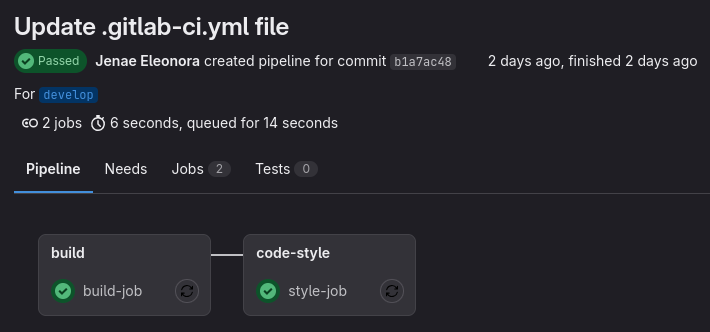 Update .gitlab-ci.yml file
Passed Jenae Eleonora created pipeline for commit b1a7ac48 2 days ago, finished 2 days ago
For develop
2 jobs 6 seconds, queued for 14 seconds
Pipeline Needs Jobs 2 Tests 0
build code-style
build-job style-job